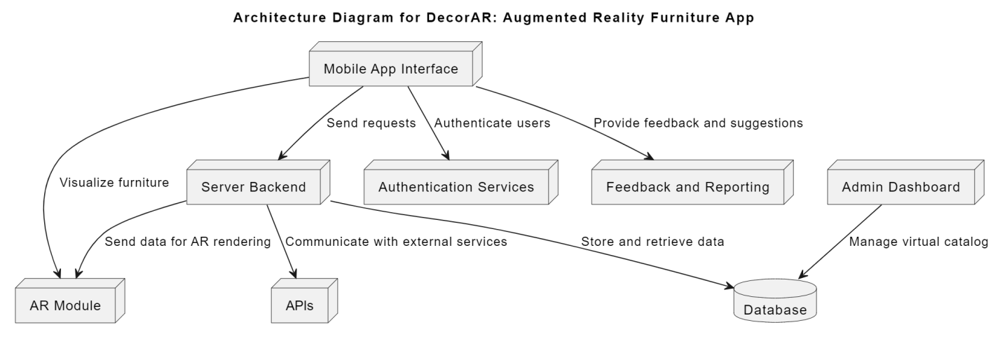 Architecture Diagram for DecorAR: Augmented Reality Furniture App
Mobile App Interface
Send requests
Authenticate users
Provide feedback and suggestions
Visualize furniture
Server Backend
Authentication Services
Feedback and Reporting
Admin Dashboard
Send data for AR rendering
Communicate with external services
Store and retrieve data
Manage virtual catalog
AR Module
APIs
Database